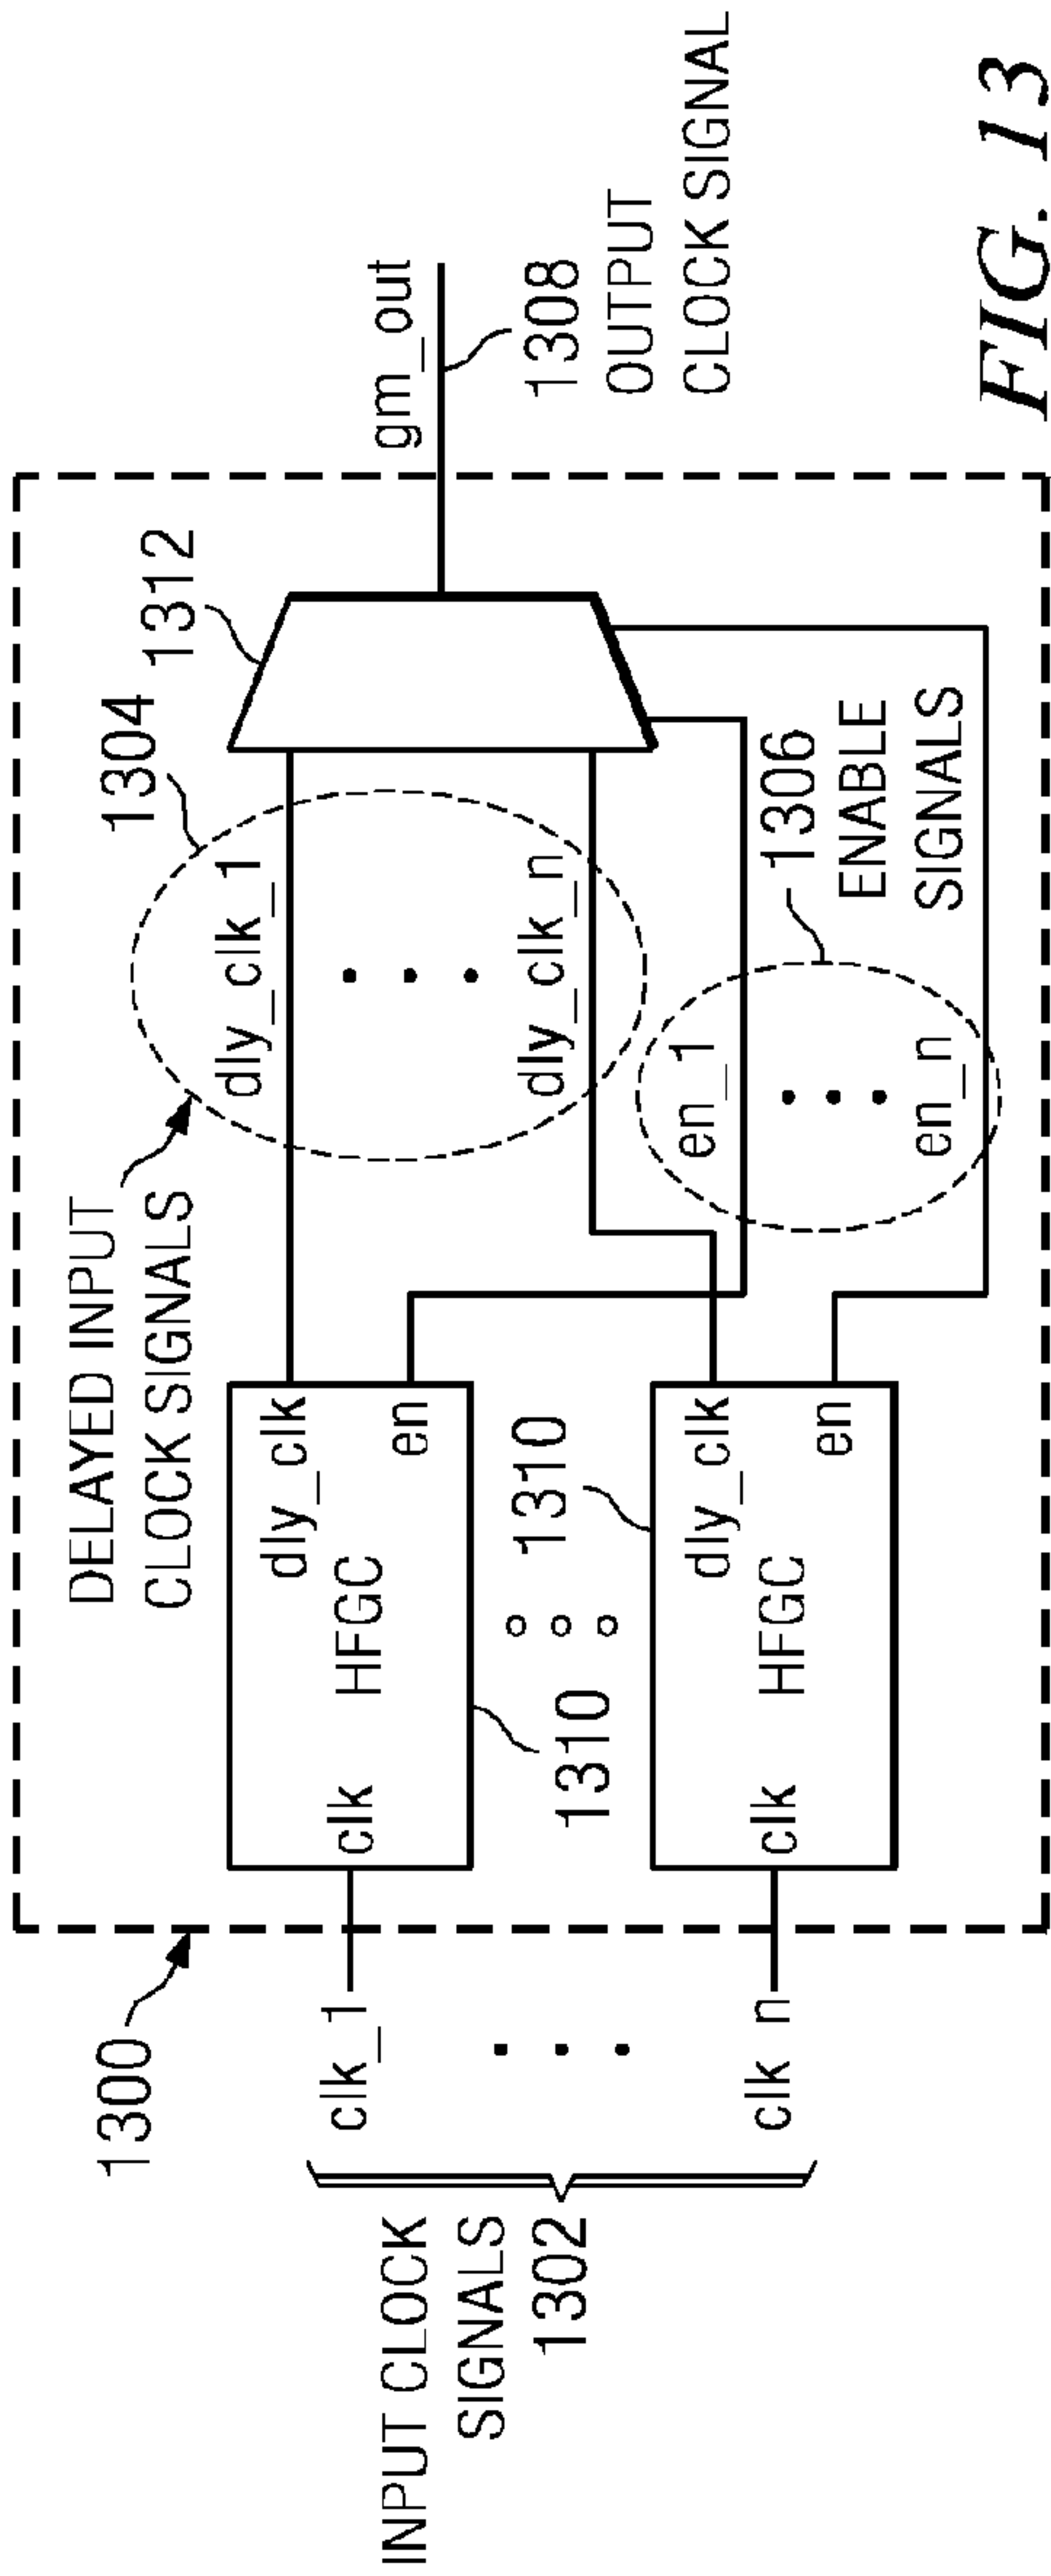 1300
DELAYED INPUT
CLOCK SIGNALS
1304
1312
INPUT CLOCK
SIGNALS
1302
clk_1
clk n
clk
HFGC
dly_clk
en
1310
1310
clk
HFGC
dly_clk
en
dly_clk_1
dly_clk_n
en_1
en_n
1306
ENABLE
SIGNALS
gm_out
1308
OUTPUT
CLOCK SIGNAL
FIG. 13